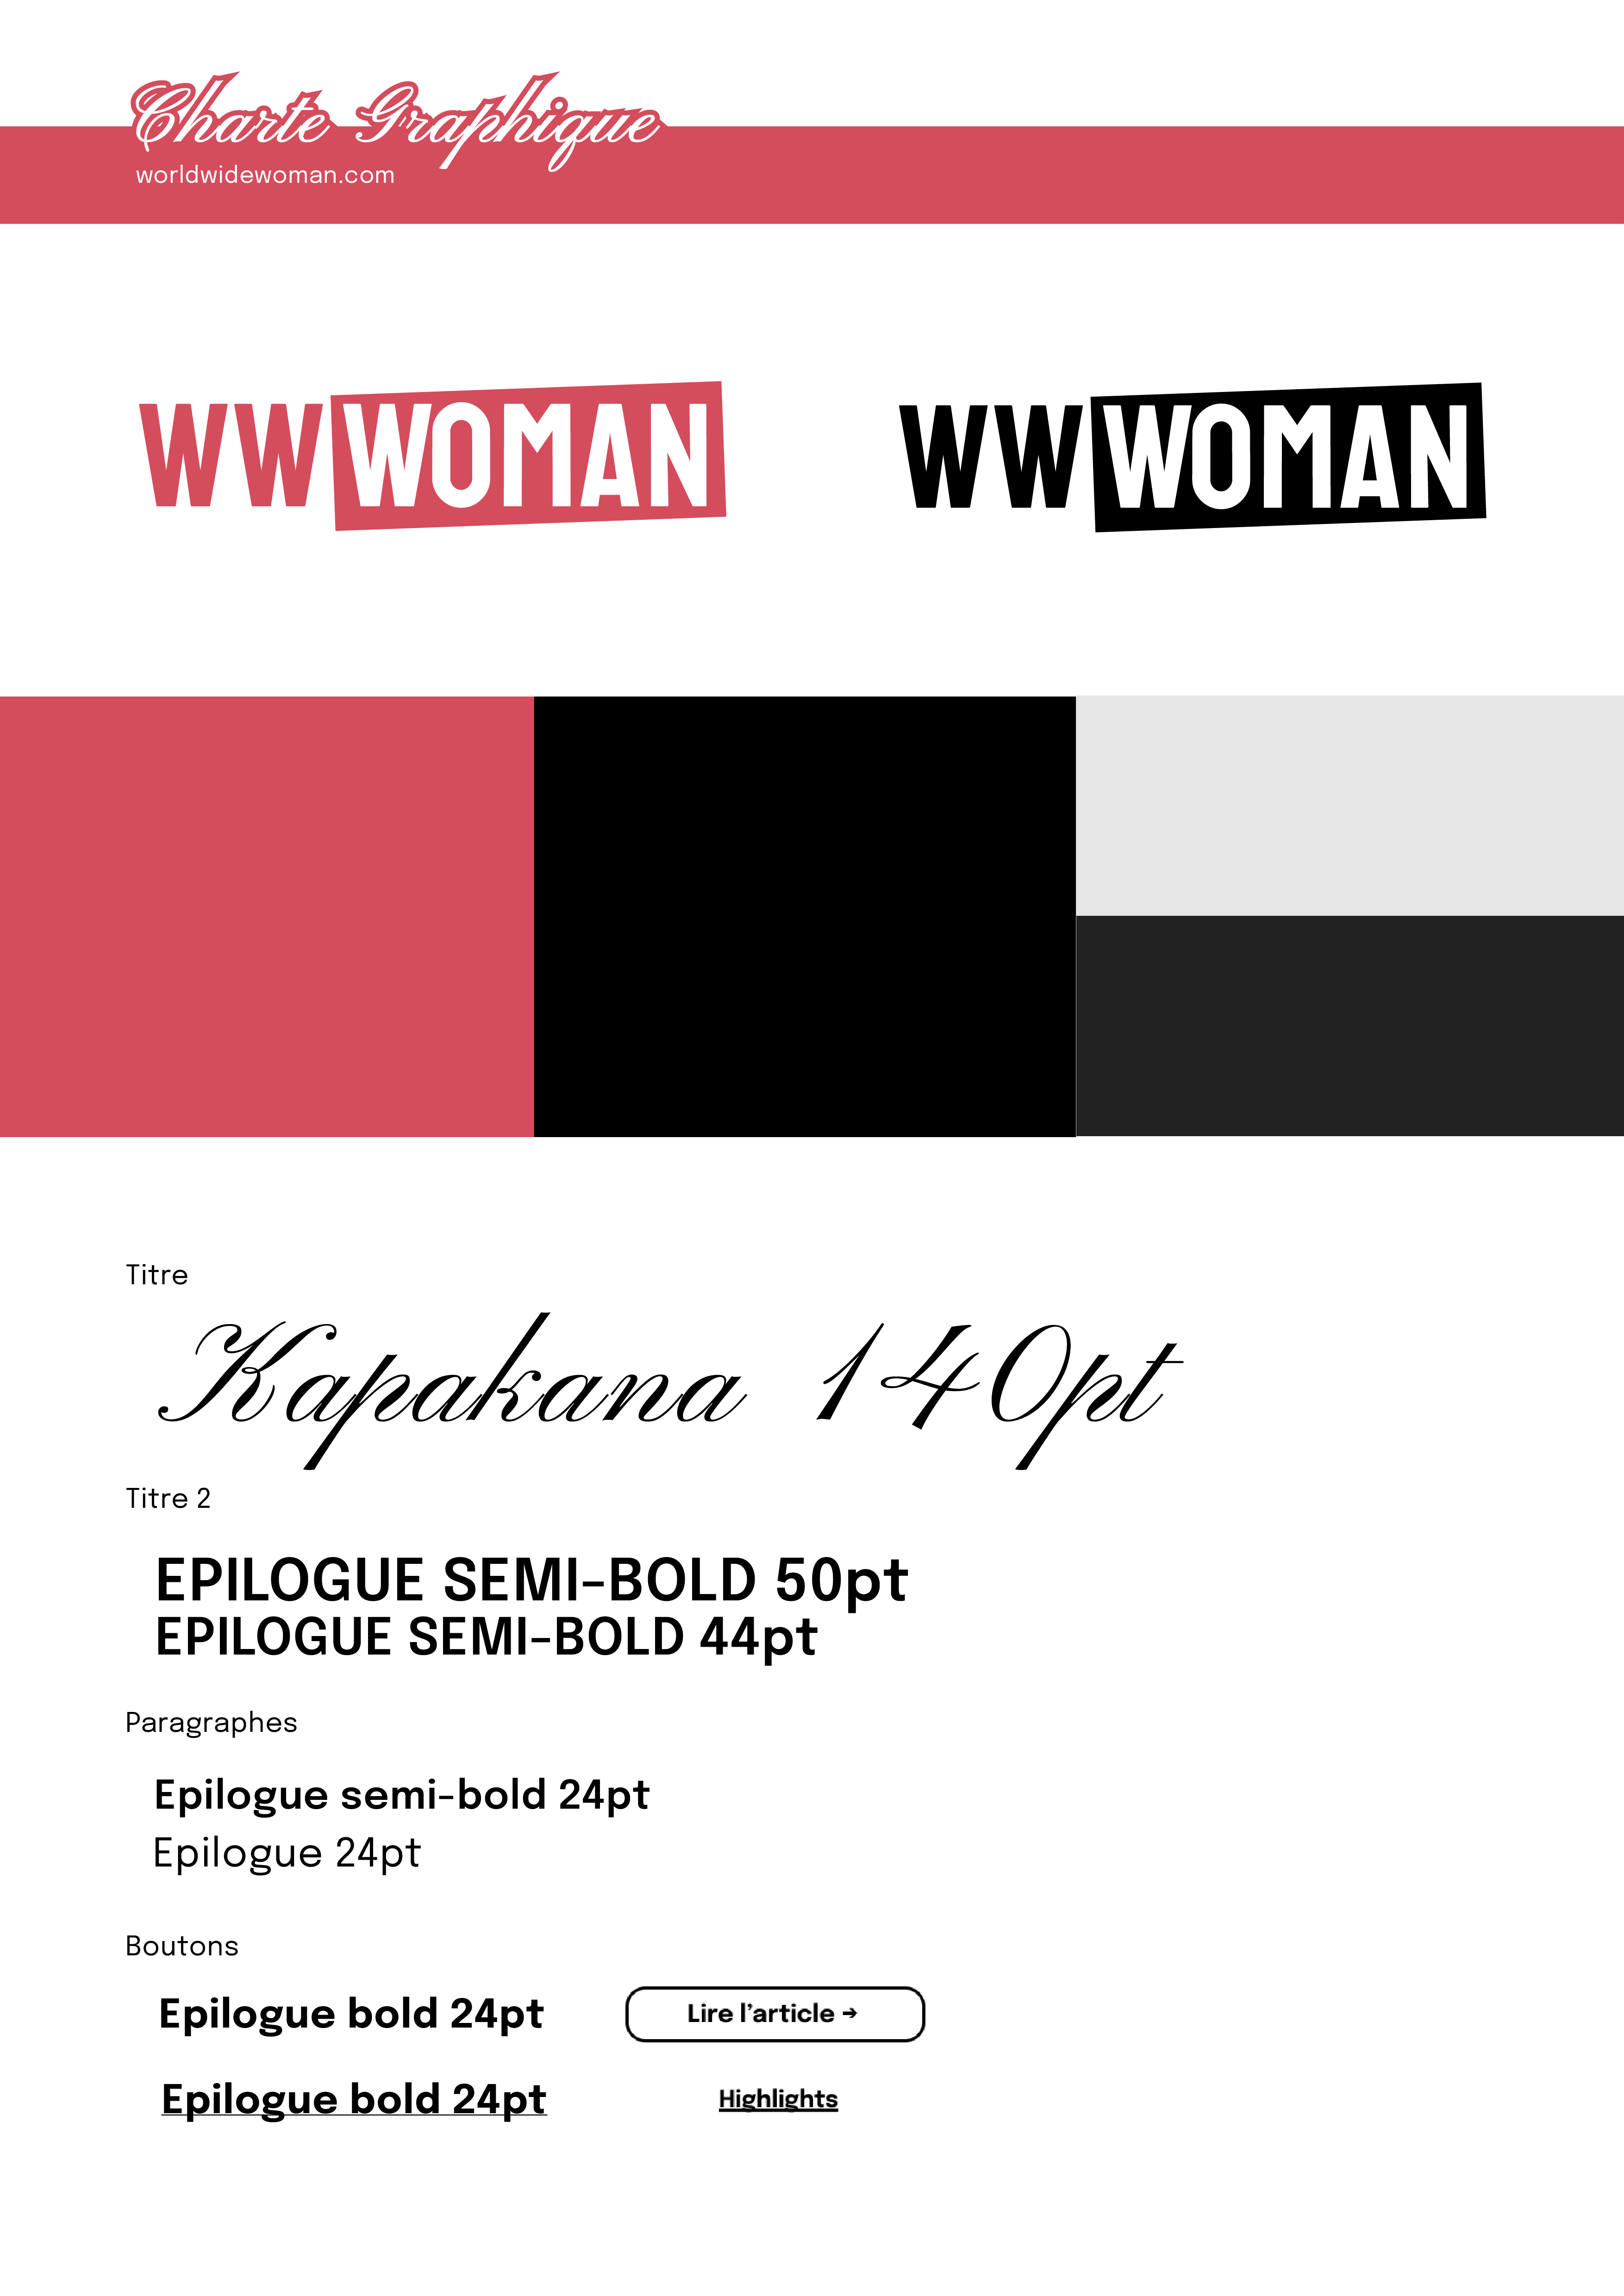 Charte Graphique
worldwidewoman.com
WWWOMAN WWWOMAN
Titre
Kapakana 140pt
Titre 2
EPILOGUE SEMI-BOLD 50pt
EPILOGUE SEMI-BOLD 44pt
Paragraphes
Epilogue semi-bold 24pt
Epilogue 24pt
Boutons
Epilogue bold 24pt Lire l’article →
Epilogue bold 24pt Highlights